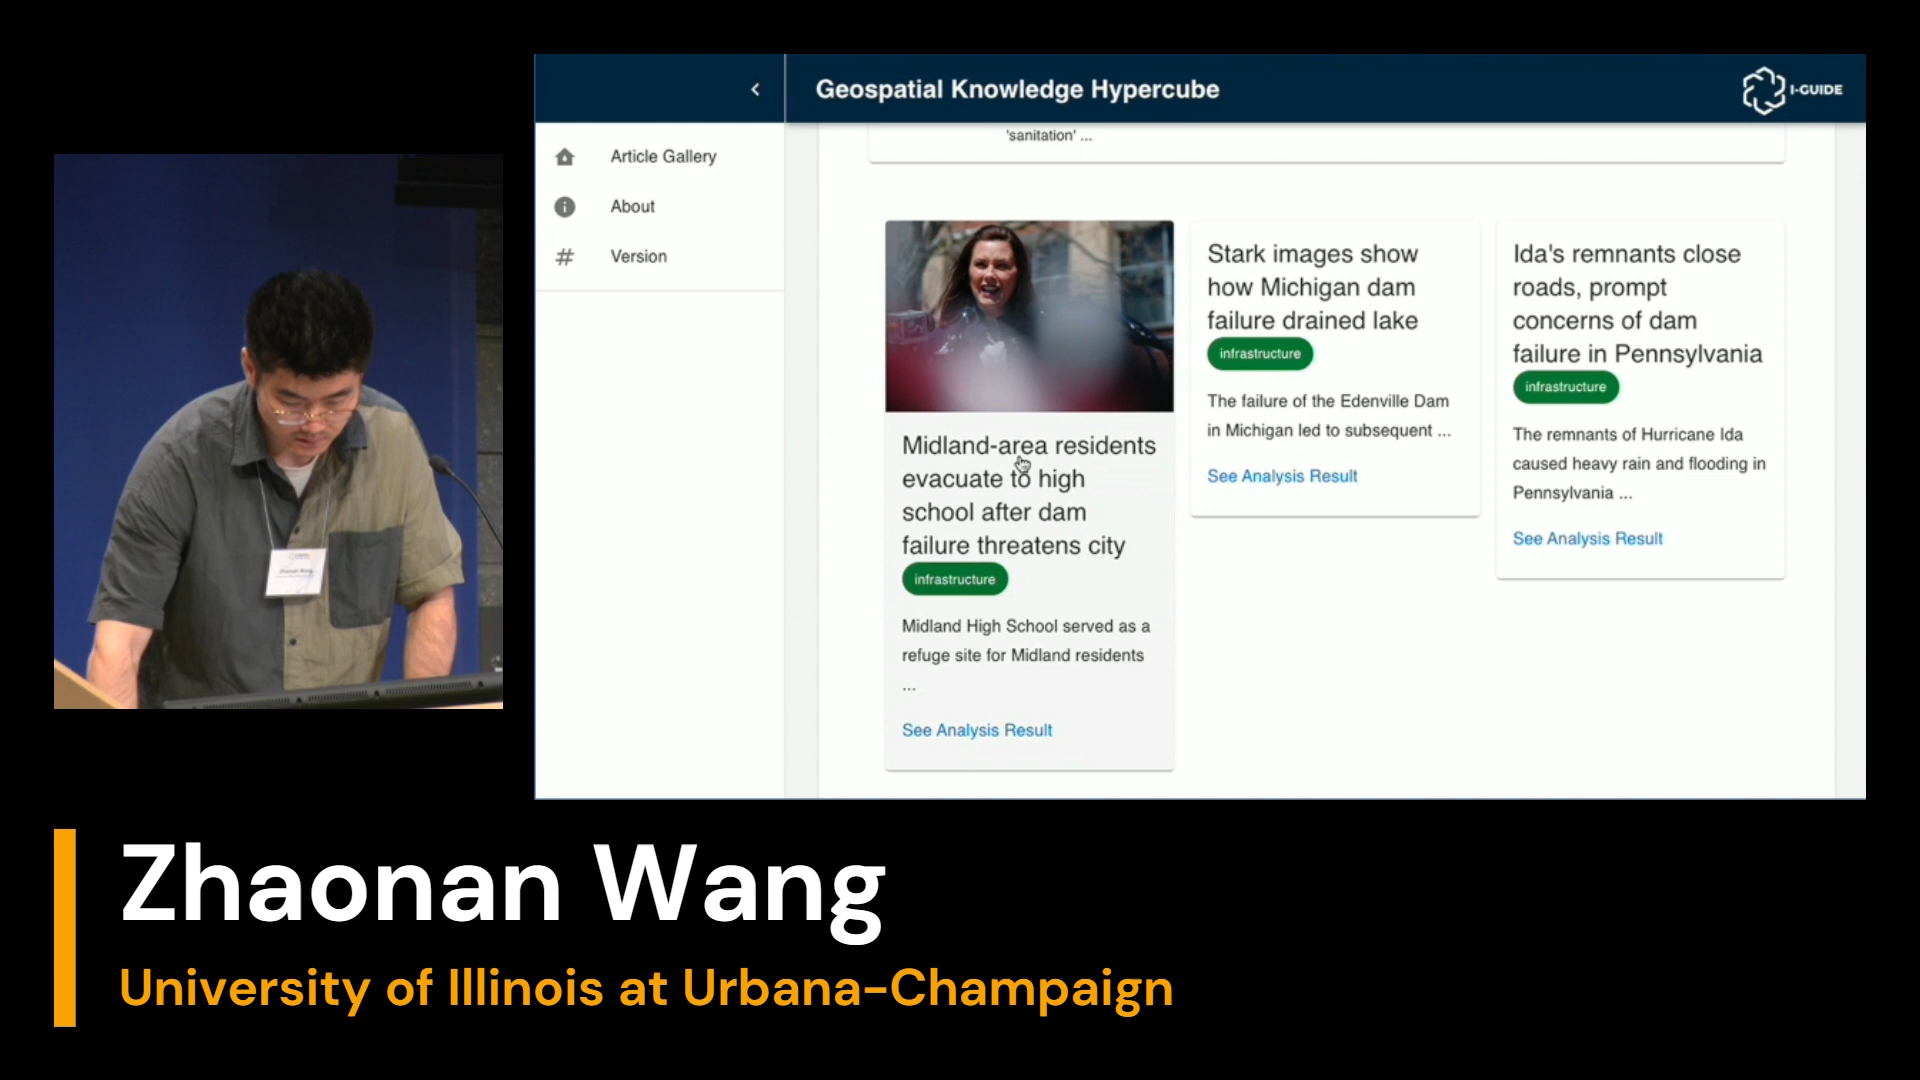 Geospatial Knowledge Hypercube
I-GUIDE
Article Gallery
About
Version
'sanitation' ...
Midland-area residents
evacuate to high
school after dam
failure threatens city
infrastructure
Midland High School served as a
refuge site for Midland residents
...
See Analysis Result
Stark images show
how Michigan dam
failure drained lake
infrastructure
The failure of the Edenville Dam
in Michigan led to subsequent ...
See Analysis Result
Ida's remnants close
roads, prompt
concerns of dam
failure in Pennsylvania
infrastructure
The remnants of Hurricane Ida
caused heavy rain and flooding in
Pennsylvania ...
See Analysis Result
Zhaonan Wang
University of Illinois at Urbana-Champaign